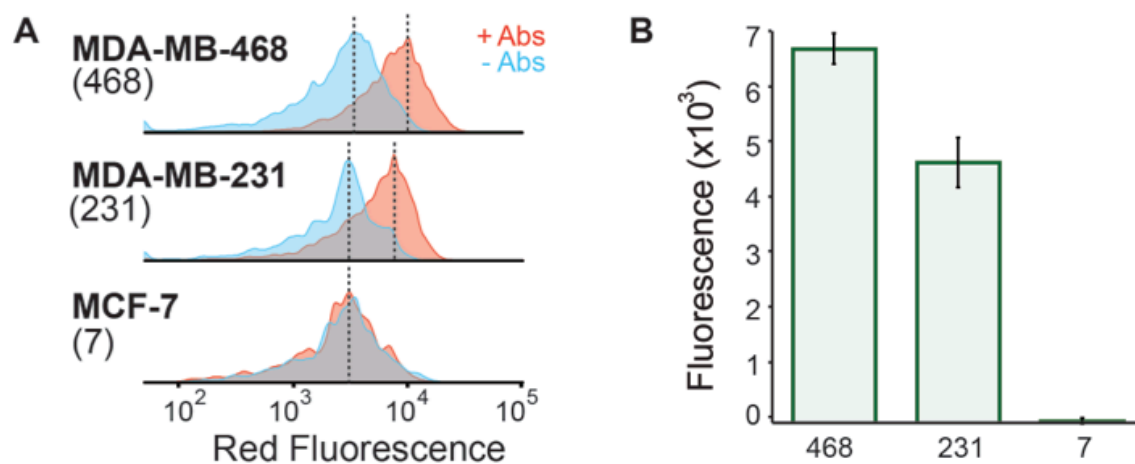 A
MDA-MB-468
(468)
+ Abs
- Abs
MDA-MB-231
(231)
MCF-7
(7)
10² 10³ 10⁴ 10⁵
Red Fluorescence
B
Fluorescence (x10³)
7
6
5
4
3
2
1
0
468 231 7